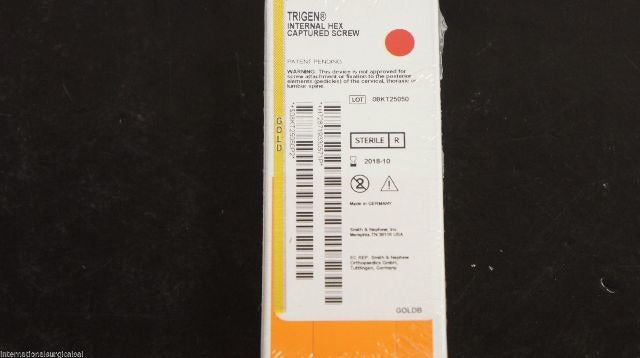 TRIGEN®
INTERNAL HEX
CAPTURED SCREW
PATENT PENDING
WARNING: This device is not approved for
screw attachment or fixation to the posterior
elements (pedicles) of the cervical, thoracic or
lumbar spine.
LOT 08KT25050
GOLD
STERILE R
2018-10
2
Made in GERMANY
Smith & Nephew, Inc.
Memphis, TN 38116 USA
EC REP Smith & Nephew
Orthopaedics GmbH,
Tuttlingen, Germany
GOLDB
internationalsurgicalsal